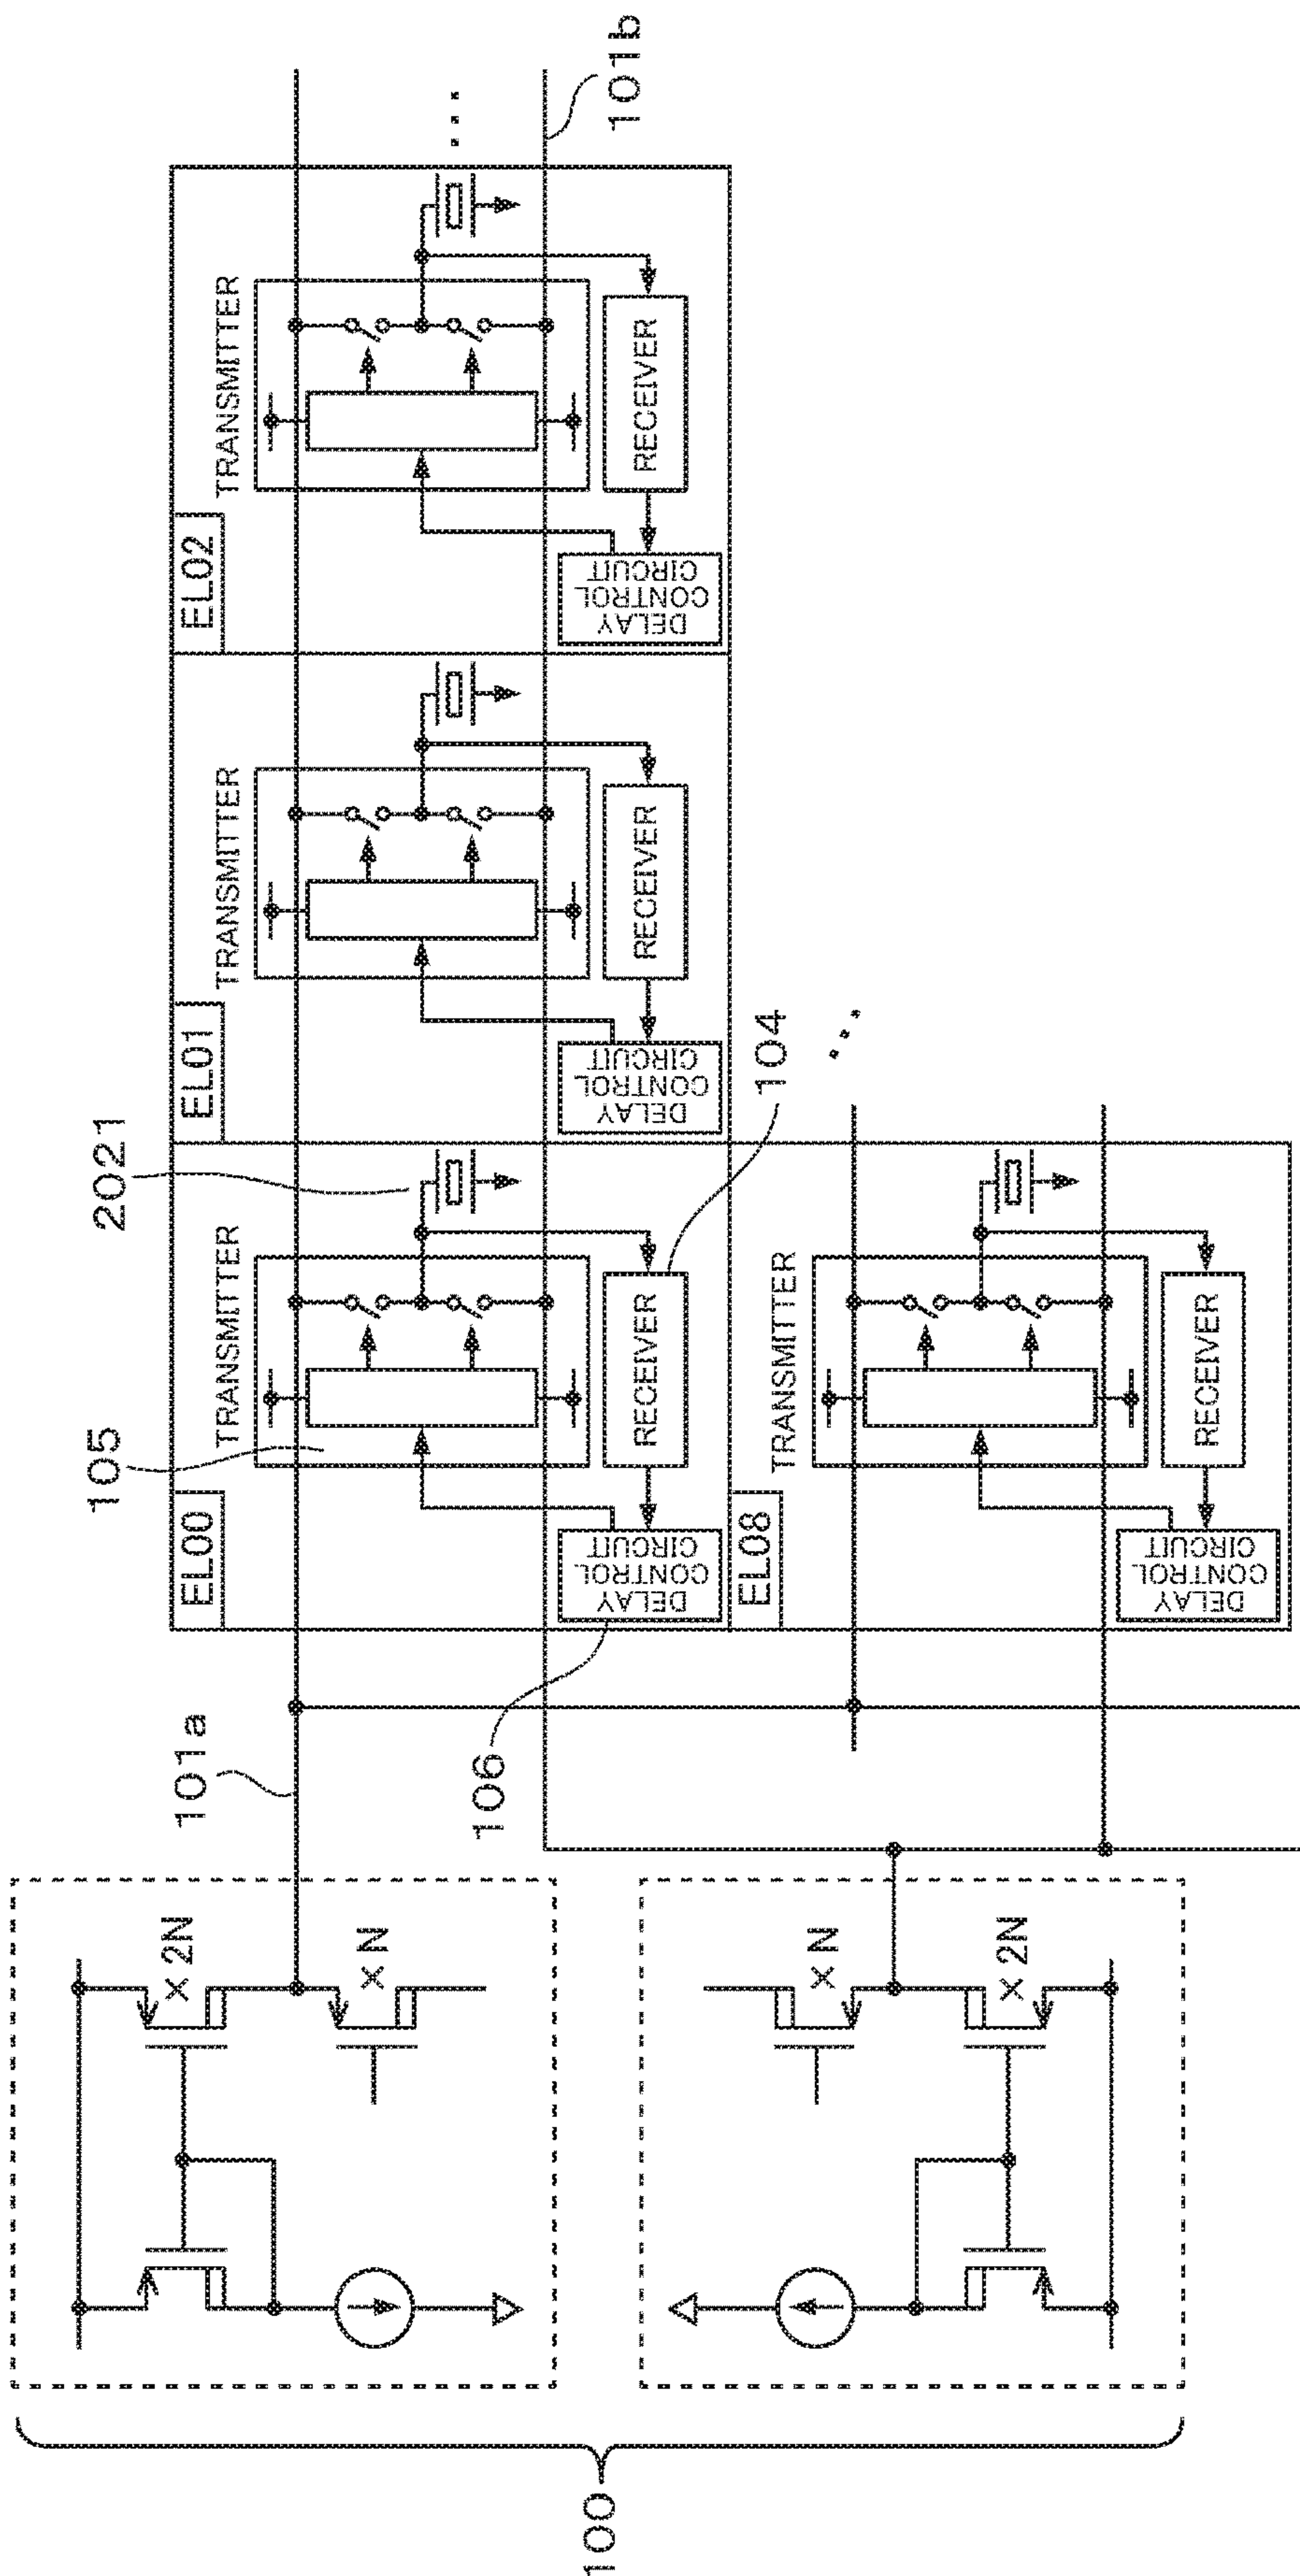 100
× 2N
× N
× N
× 2N
101a
106
105
2021
104
101b
EL00
TRANSMITTER
RECEIVER
DELAY
CONTROL
CIRCUIT
EL01
TRANSMITTER
RECEIVER
DELAY
CONTROL
CIRCUIT
EL02
TRANSMITTER
RECEIVER
DELAY
CONTROL
CIRCUIT
...
EL08
TRANSMITTER
RECEIVER
DELAY
CONTROL
CIRCUIT
...